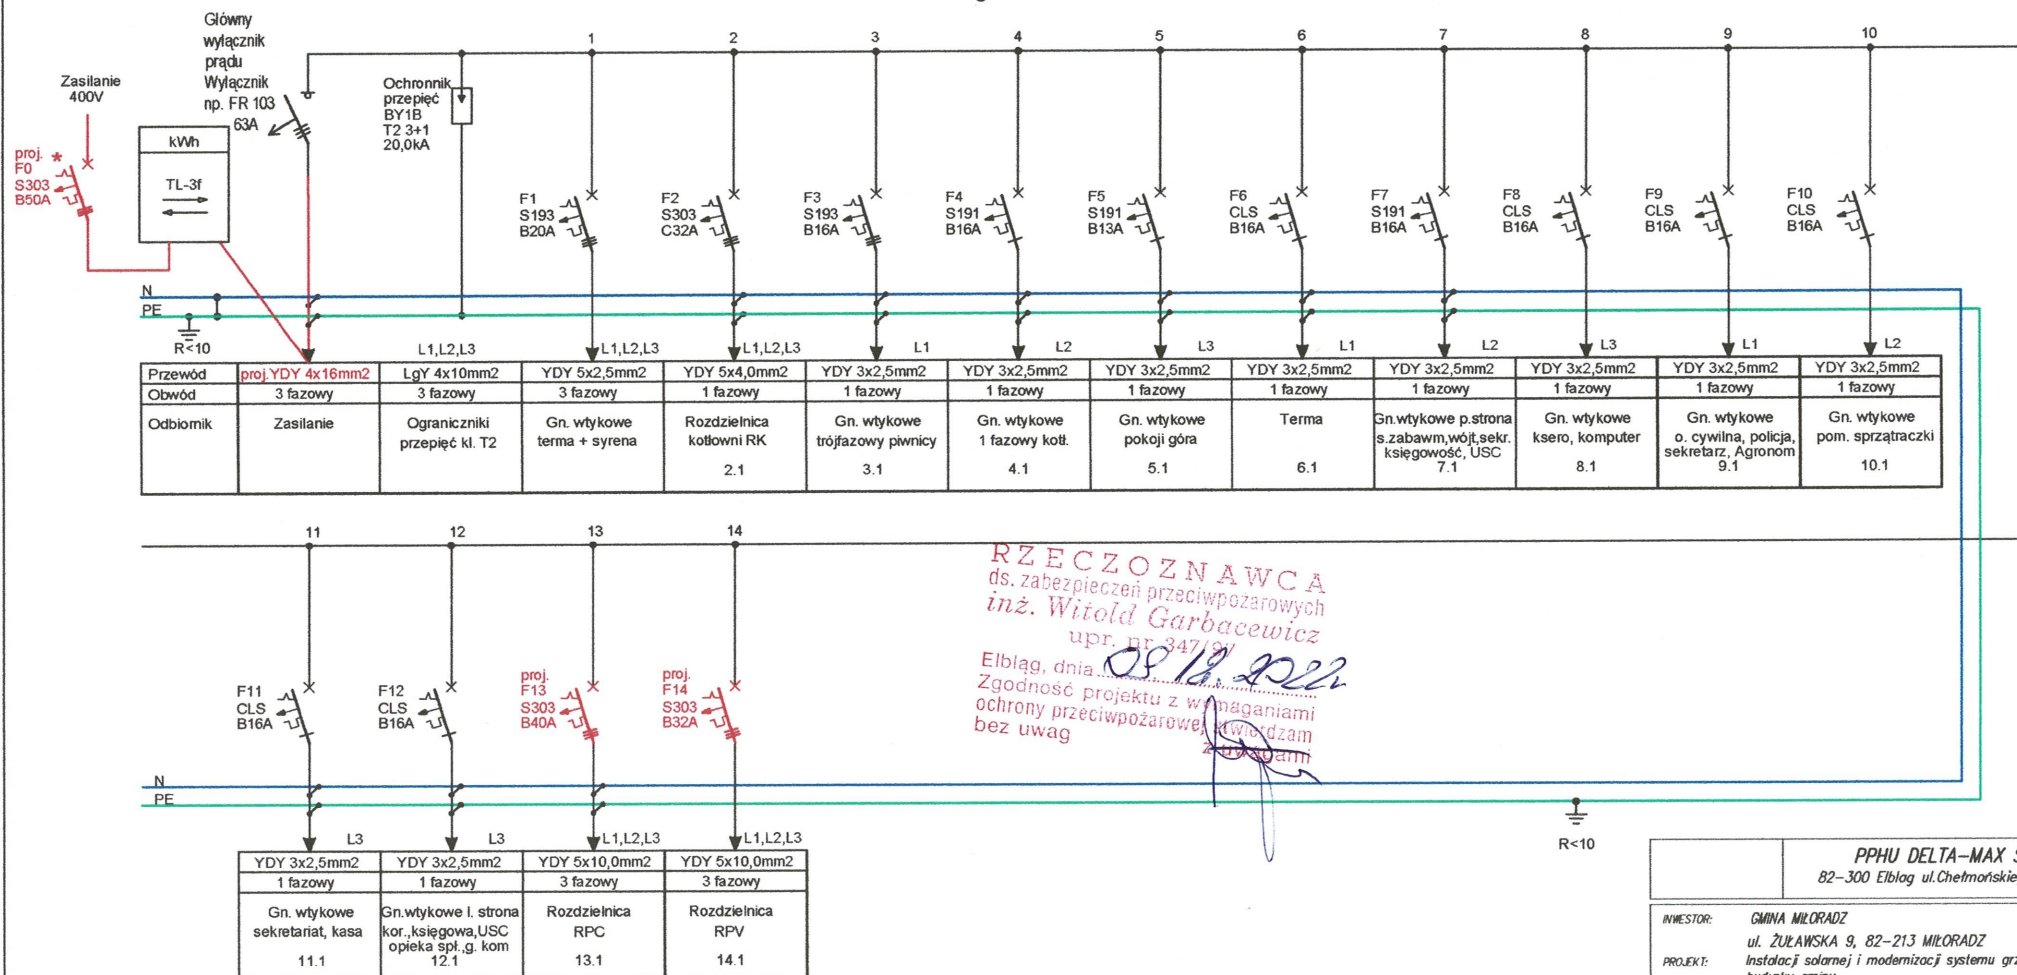 Główny
wyłącznik
prądu
Wyłącznik
np. FR 103
63A
Zasilanie
400V
Ochronnik
przepięć
BY1B
T2 3+1
20,0kA
1 2 3 4 5 6 7 8 9 10
kWh
TL-3f
proj. *
F0
S303
B50A
F1
S193
B20A
F2
S303
C32A
F3
S193
B16A
F4
S191
B16A
F5
S191
B13A
F6
CLS
B16A
F7
S191
B16A
F8
CLS
B16A
F9
CLS
B16A
F10
CLS
B16A
N
PE
R<10
L1,L2,L3 L1,L2,L3 L1,L2,L3 L1 L2 L3 L1 L2 L3 L1 L2
Przewód proj.YDY 4x16mm2 LgY 4x10mm2 YDY 5x2,5mm2 YDY 5x4,0mm2 YDY 3x2,5mm2 YDY 3x2,5mm2 YDY 3x2,5mm2 YDY 3x2,5mm2 YDY 3x2,5mm2 YDY 3x2,5mm2 YDY 3x2,5mm2 YDY 3x2,5mm2
Obwód 3 fazowy 3 fazowy 3 fazowy 1 fazowy 1 fazowy 1 fazowy 1 fazowy 1 fazowy 1 fazowy 1 fazowy 1 fazowy 1 fazowy
Odbiornik
Zasilanie
Ograniczniki
przepięć kl. T2
Gn. wtykowe
terma + syrena
Rozdzielnica
kotłowni RK
2.1
Gn. wtykowe
trójfazowy piwnicy
3.1
Gn. wtykowe
1 fazowy kotł.
4.1
Gn. wtykowe
pokoji góra
5.1
Terma
6.1
Gn.wtykowe p.strona
s.zabawm,wójt,sekr.
księgowość, USC
7.1
Gn. wtykowe
ksero, komputer
8.1
Gn. wtykowe
o. cywilna, policja,
sekretarz, Agronom
9.1
Gn. wtykowe
pom. sprzątraczki
10.1
11 12 13 14
F11
CLS
B16A
F12
CLS
B16A
proj.
F13
S303
B40A
proj.
F14
S303
B32A
RZECZOZNAWCA
ds. zabezpieczeń przeciwpożarowych
inż. Witold Garbacewicz
upr. nr 347/97
Elbląg, dnia 09.12.2022r
Zgodność projektu z wymaganiami
ochrony przeciwpożarowej stwierdzam
bez uwag
z uwagami
N
PE
R<10
L3 L3 L1,L2,L3 L1,L2,L3
YDY 3x2,5mm2 YDY 3x2,5mm2 YDY 5x10,0mm2 YDY 5x10,0mm2
1 fazowy 1 fazowy 3 fazowy 3 fazowy
Gn. wtykowe
sekretariat, kasa
11.1
Gn.wtykowe l. strona
kor.,księgowa,USC
opieka spł.,g. kom
12.1
Rozdzielnica
RPC
13.1
Rozdzielnica
RPV
14.1
PPHU DELTA-MAX
82-300 Elbląg ul.Chełmońskie
INWESTOR: GMINA MIŁORADZ
ul. ŻUŁAWSKA 9, 82-213 MIŁORADZ
PROJEKT: Instalacji solarnej i modernizacji systemu grz